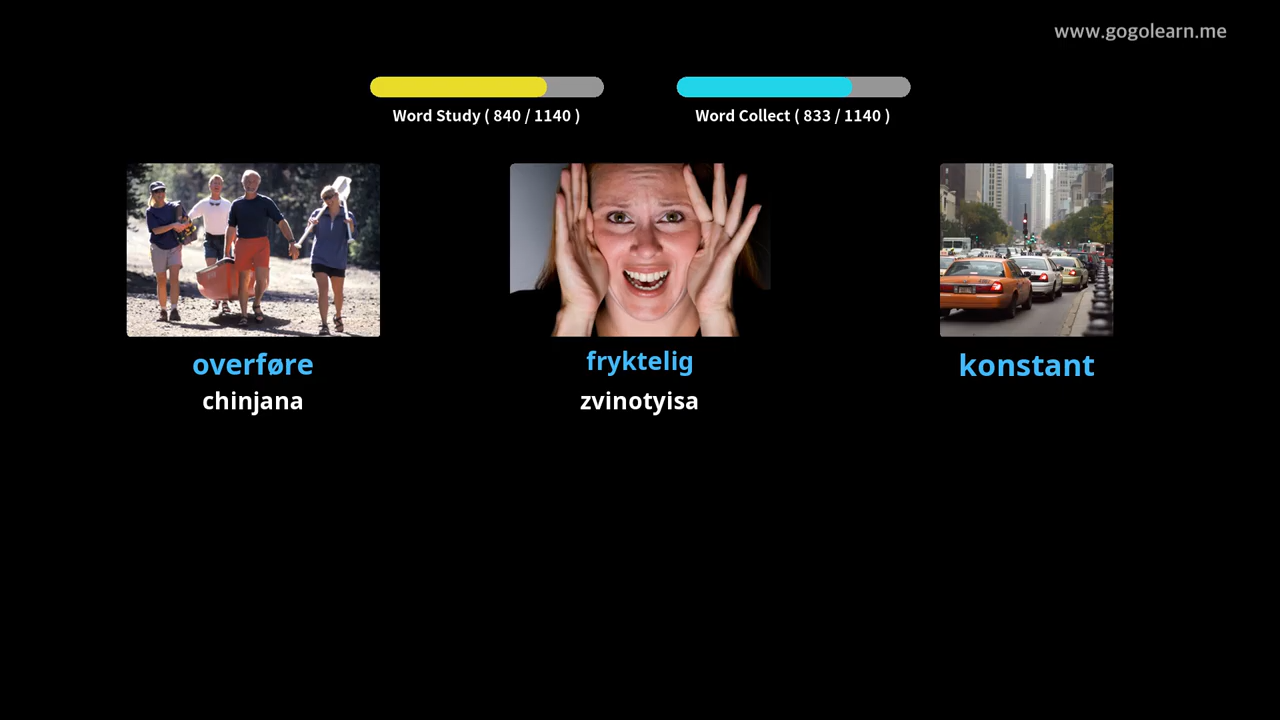 www.gogolearn.me
Word Study ( 840 / 1140 )
Word Collect ( 833 / 1140 )
overføre
chinjana
fryktelig
zvinotyisa
konstant